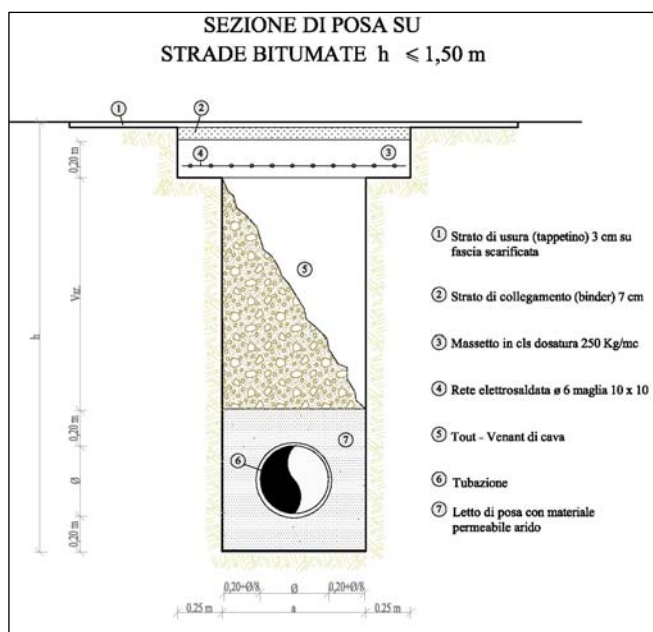 SEZIONE DI POSA SU
STRADE BITUMATE h ⩽ 1,50 m
①
②
④
③
0,20 m
① Strato di usura (tappetino) 3 cm su
fascia scarificata
⑤
② Strato di collegamento (binder) 7 cm
Var.
h
③ Massetto in cls dosatura 250 Kg/mc
④ Rete elettrosaldata ø 6 maglia 10 x 10
0,20 m
⑦
⑤ Tout - Venant di cava
⑥
Ø
⑥ Tubazione
⑦ Letto di posa con materiale
permeabile arido
0,20 m
0,20+Ø/8
Ø
0,20+Ø/8
0.25 m
a
0.25 m